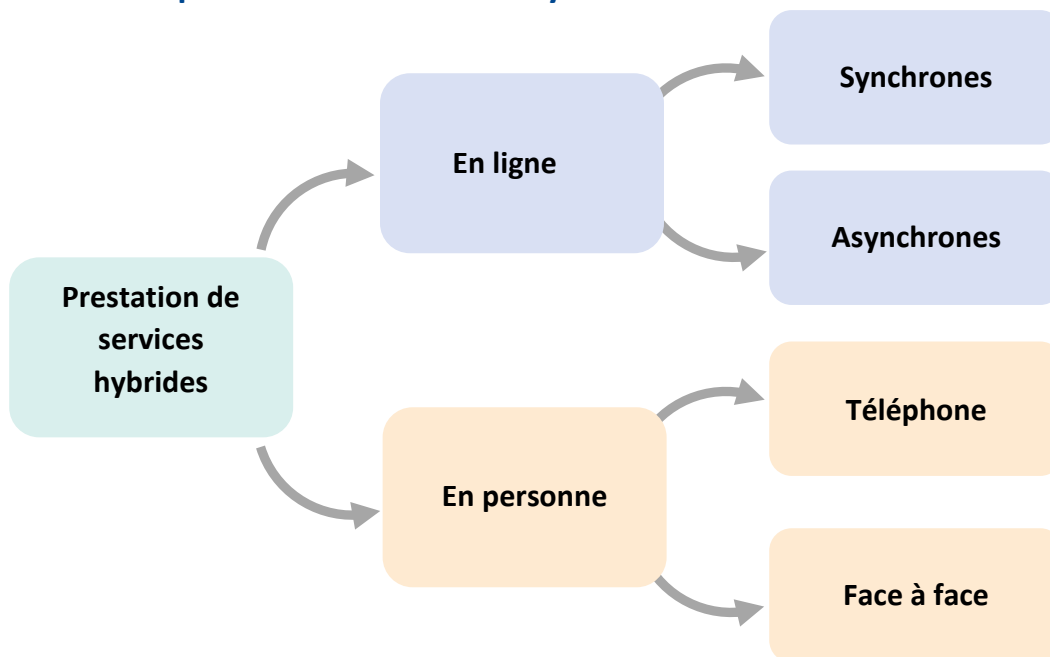 En ligne
Synchrones
Asynchrones
Prestation de
services
hybrides
En personne
Téléphone
Face à face